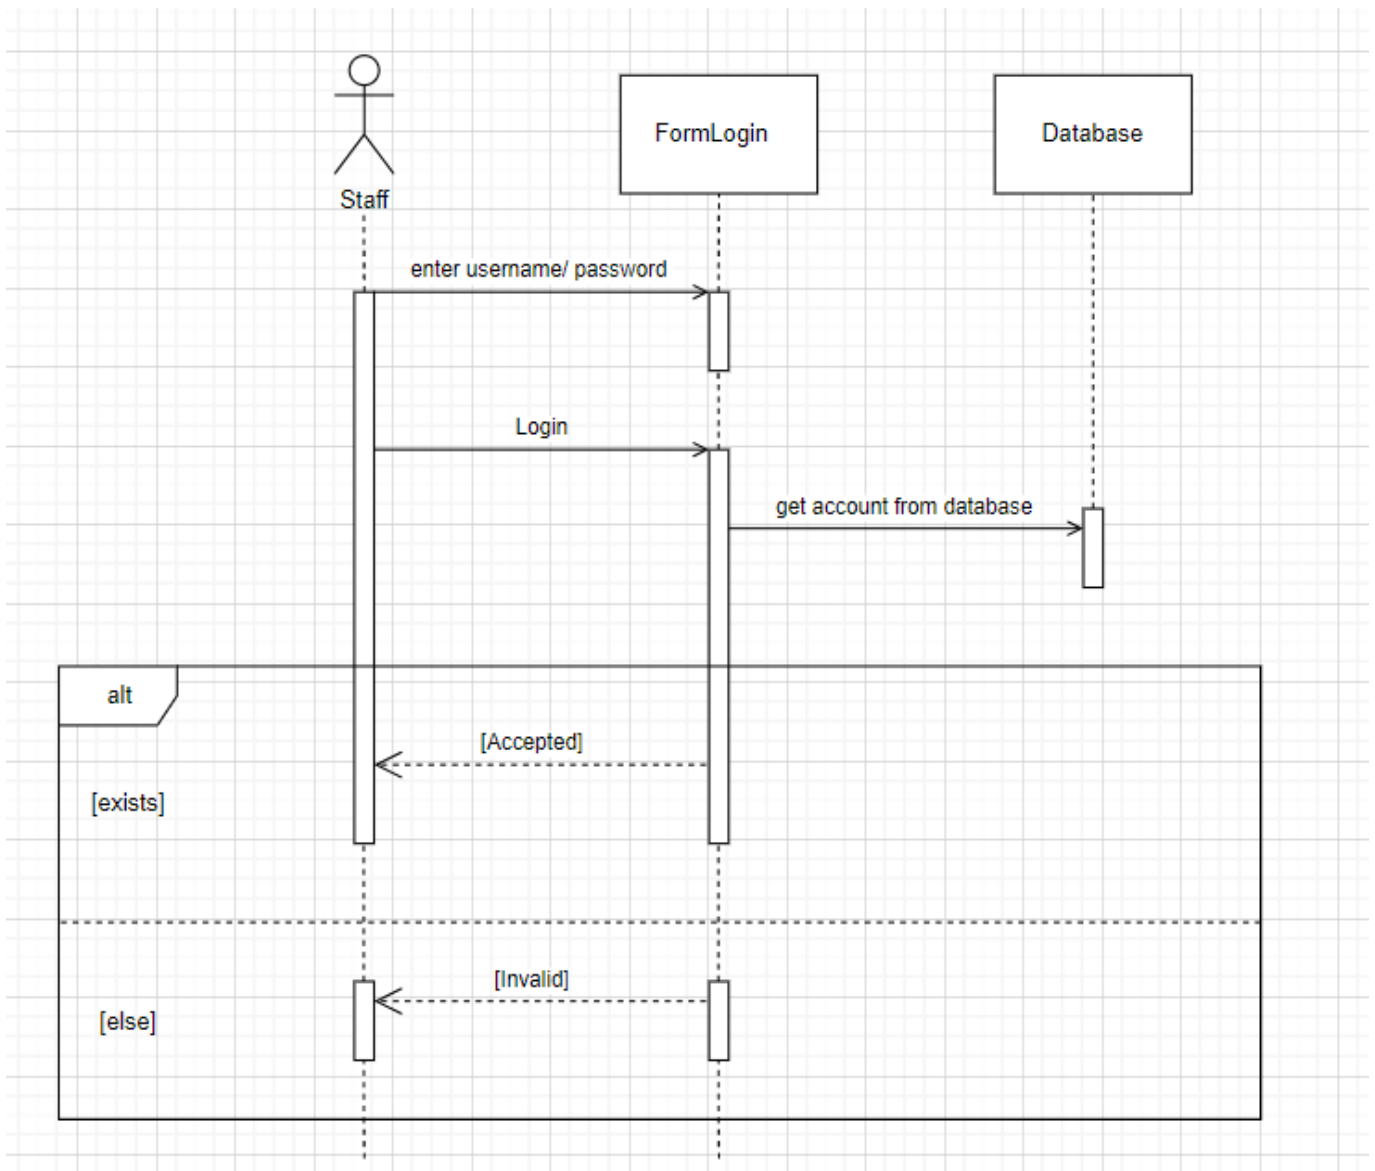 Staff
FormLogin
Database
enter username/ password
Login
get account from database
alt
[Accepted]
[exists]
[Invalid]
[else]